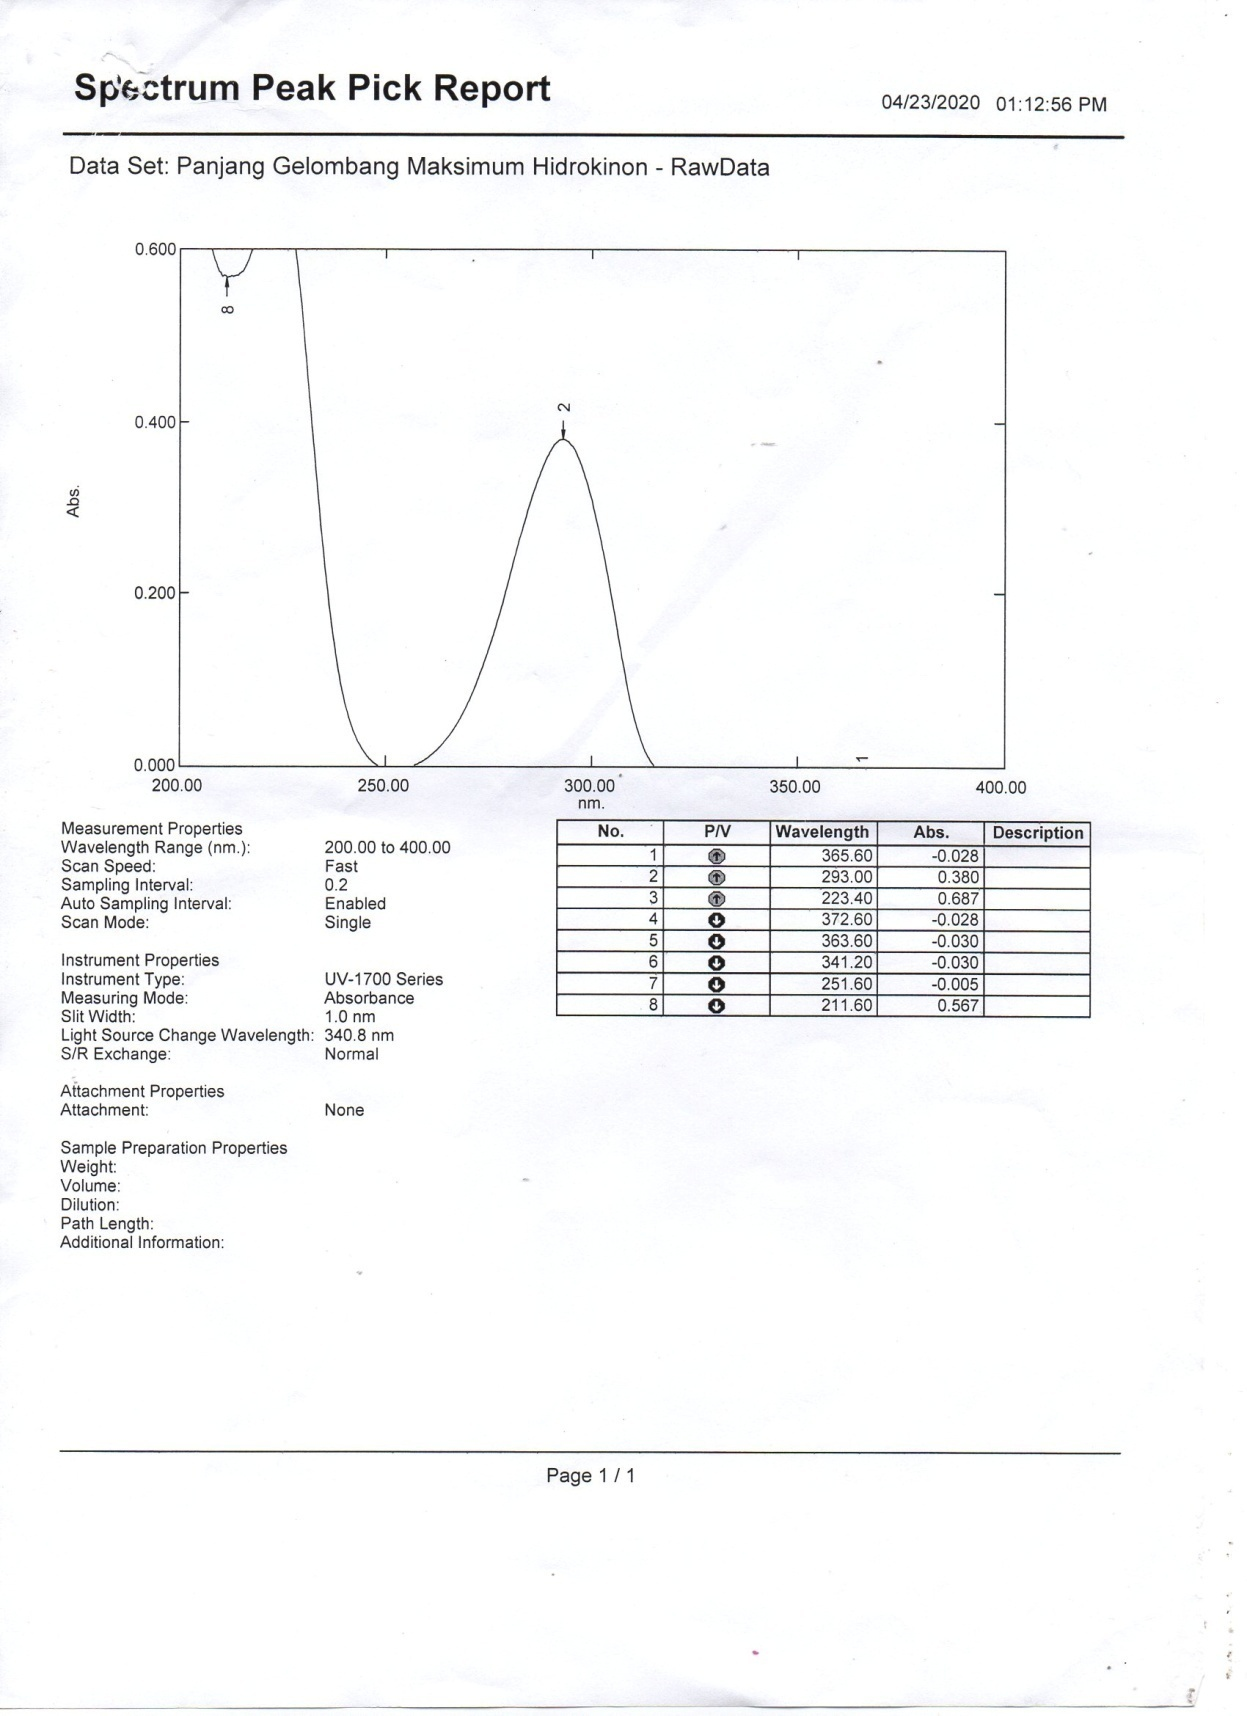 Spectrum Peak Pick Report
04/23/2020 01:12:56 PM
Data Set: Panjang Gelombang Maksimum Hidrokinon - RawData
0.600
8
2
0.400
Abs.
0.200
1
0.000
200.00 250.00 300.00 350.00 400.00
nm.
Measurement Properties
Wavelength Range (nm.): 200.00 to 400.00
Scan Speed: Fast
Sampling Interval: 0.2
Auto Sampling Interval: Enabled
Scan Mode: Single
Instrument Properties
Instrument Type: UV-1700 Series
Measuring Mode: Absorbance
Slit Width: 1.0 nm
Light Source Change Wavelength: 340.8 nm
S/R Exchange: Normal
Attachment Properties
Attachment: None
Sample Preparation Properties
Weight:
Volume:
Dilution:
Path Length:
Additional Information:
No. P/V Wavelength Abs. Description
1 365.60 -0.028
2 293.00 0.380
3 223.40 0.687
4 372.60 -0.028
5 363.60 -0.030
6 341.20 -0.030
7 251.60 -0.005
8 211.60 0.567
Page 1 / 1